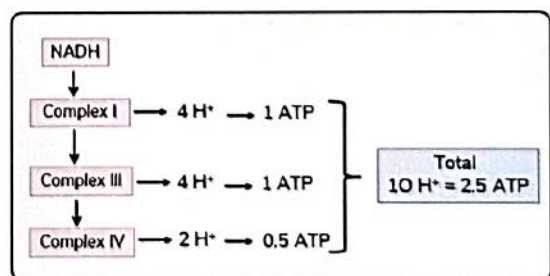 NADH
Complex I → 4 H⁺ → 1 ATP
Complex III → 4 H⁺ → 1 ATP
Complex IV → 2 H⁺ → 0.5 ATP
Total
10 H⁺ = 2.5 ATP